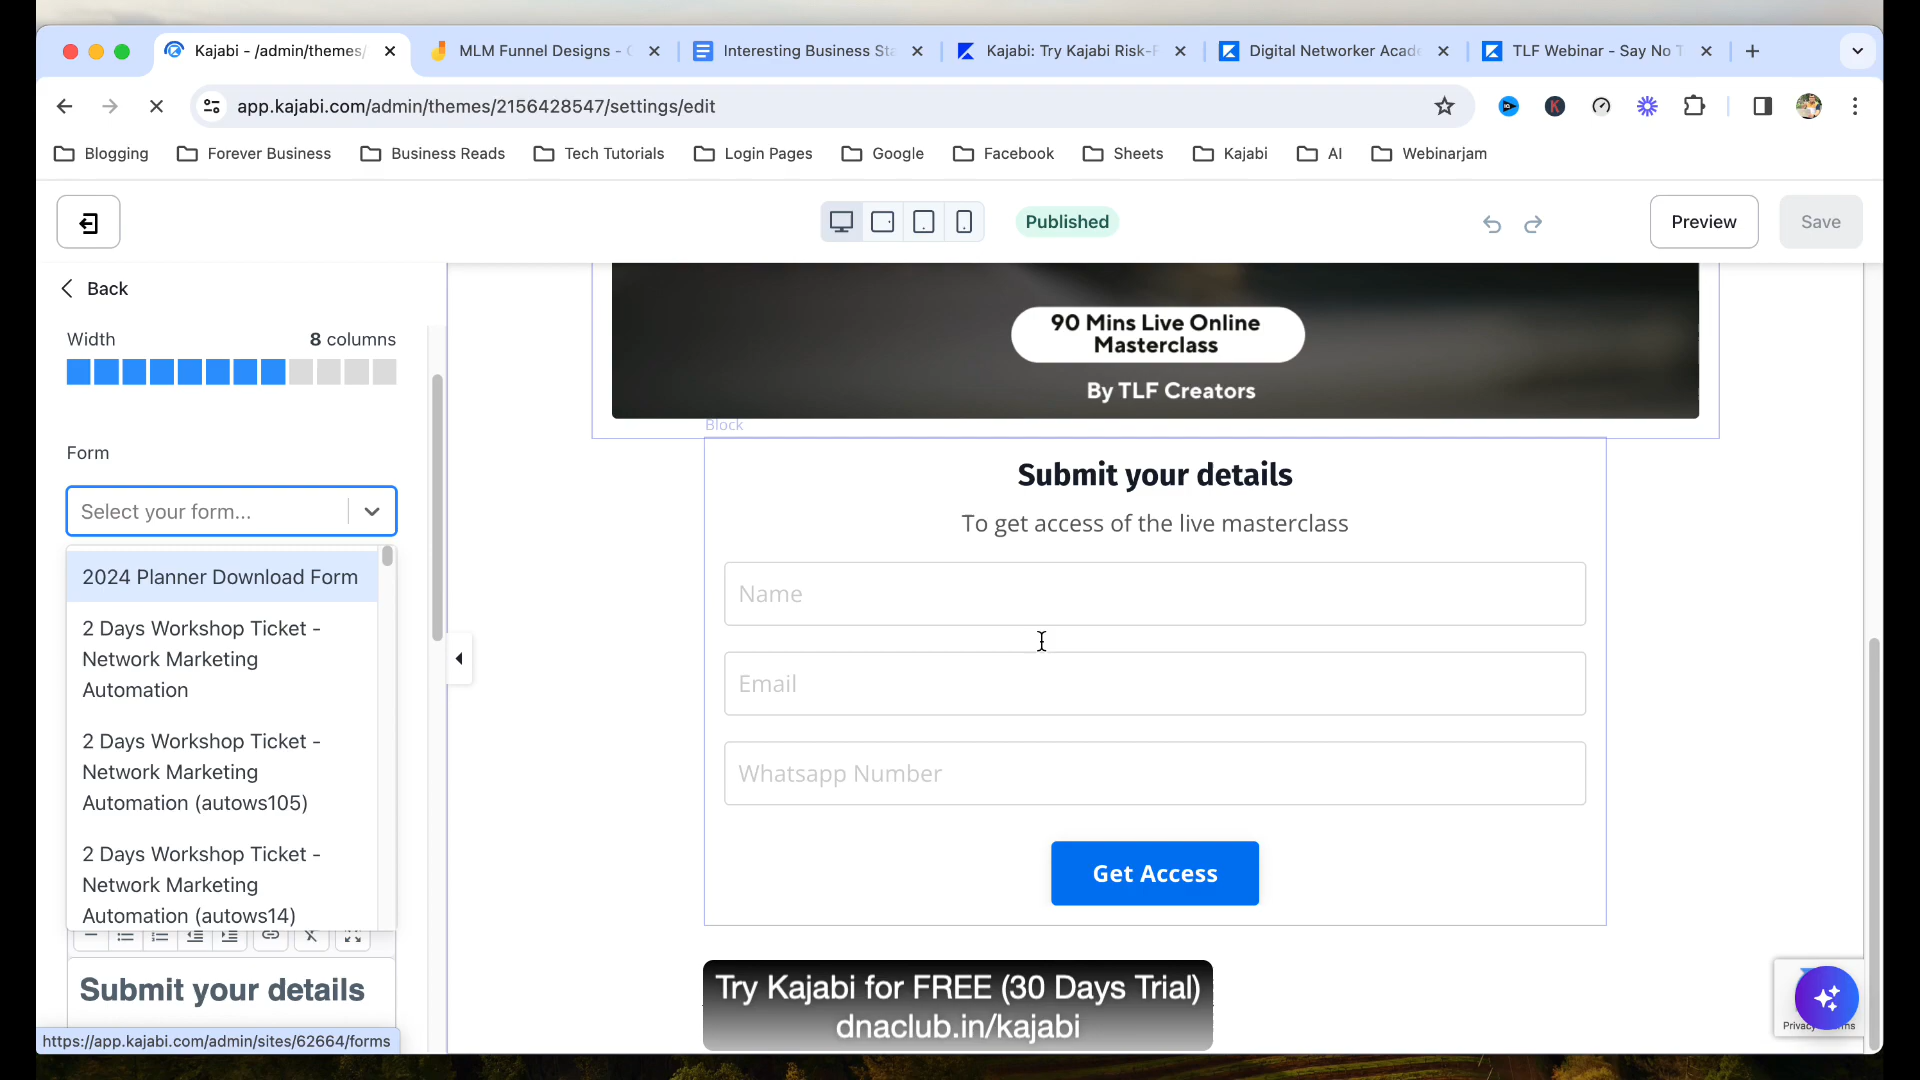 Kajabi - /admin/themes/
MLM Funnel Designs -
Interesting Business Sta
Kajabi: Try Kajabi Risk-F
Digital Networker Acade
TLF Webinar - Say No T
app.kajabi.com/admin/themes/2156428547/settings/edit
Blogging
Forever Business
Business Reads
Tech Tutorials
Login Pages
Google
Facebook
Sheets
Kajabi
AI
Webinarjam
Published
Preview
Save
Back
Width
8 columns
Form
Select your form...
2024 Planner Download Form
2 Days Workshop Ticket -
Network Marketing
Automation
2 Days Workshop Ticket -
Network Marketing
Automation (autows105)
2 Days Workshop Ticket -
Network Marketing
Automation (autows14)
Submit your details
https://app.kajabi.com/admin/sites/62664/forms
90 Mins Live Online
Masterclass
By TLF Creators
Block
Submit your details
To get access of the live masterclass
Name
Email
Whatsapp Number
Get Access
Try Kajabi for FREE (30 Days Trial)
dnaclub.in/kajabi